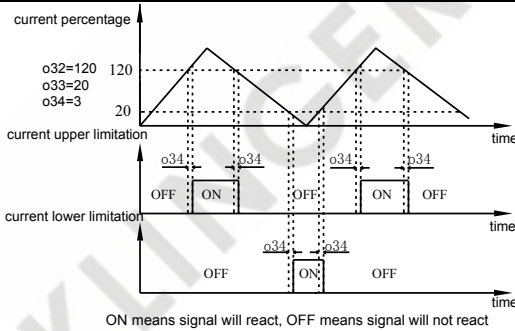 current percentage
o32=120
o33=20
o34=3
120
20
time
current upper limitation
o34 o34 o34 o34
OFF ON OFF ON OFF
time
current lower limitation
o34 o34
OFF ON OFF
time
ON means signal will react, OFF means signal will not react
KLINGEN